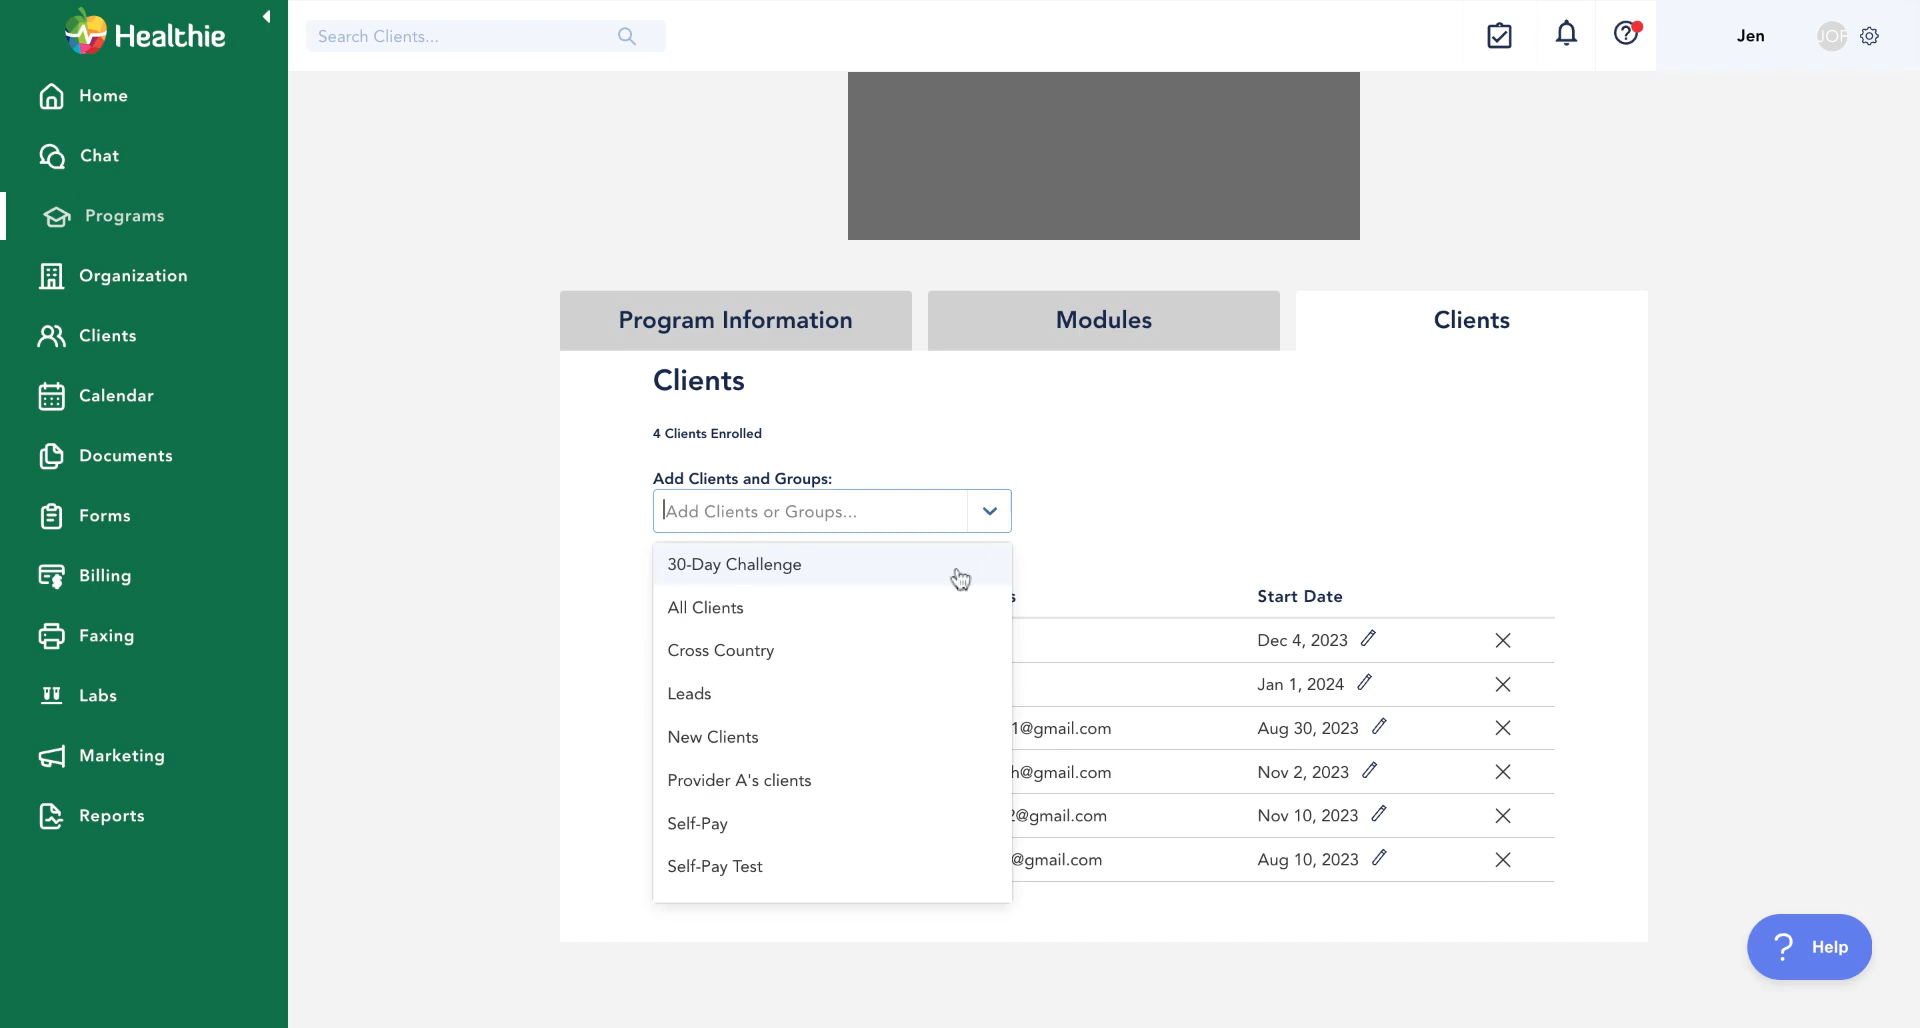 Healthie
Search Clients...
Jen
JOF
Home
Chat
Programs
Organization
Clients
Calendar
Documents
Forms
Billing
Faxing
Labs
Marketing
Reports
Program Information
Modules
Clients
Clients
4 Clients Enrolled
Add Clients and Groups:
Add Clients or Groups...
30-Day Challenge
All Clients
Cross Country
Leads
New Clients
Provider A's clients
Self-Pay
Self-Pay Test
s Start Date
Dec 4, 2023
Jan 1, 2024
1@gmail.com Aug 30, 2023
h@gmail.com Nov 2, 2023
2@gmail.com Nov 10, 2023
@gmail.com Aug 10, 2023
? Help